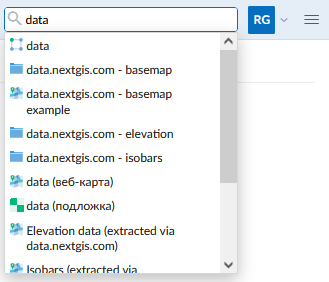 data
RG
data
data.nextgis.com - basemap
data.nextgis.com - basemap
example
data.nextgis.com - elevation
data.nextgis.com - isobars
data (веб-карта)
data (подложка)
Elevation data (extracted via
data.nextgis.com)
Isobars (extracted via